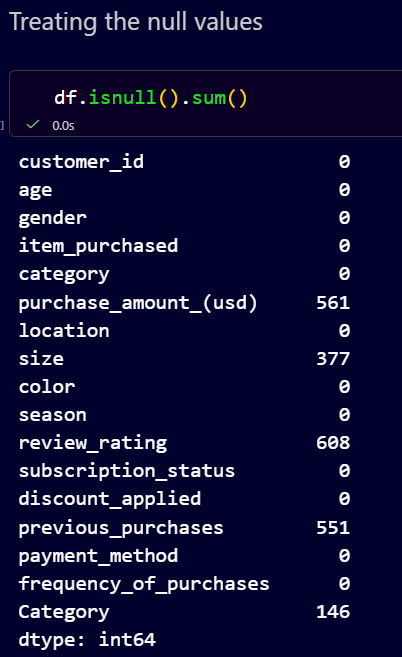 Treating the null values
df.isnull().sum()
] 0.0s
customer_id 0
age 0
gender 0
item_purchased 0
category 0
purchase_amount_(usd) 561
location 0
size 377
color 0
season 0
review_rating 608
subscription_status 0
discount_applied 0
previous_purchases 551
payment_method 0
frequency_of_purchases 0
Category 146
dtype: int64